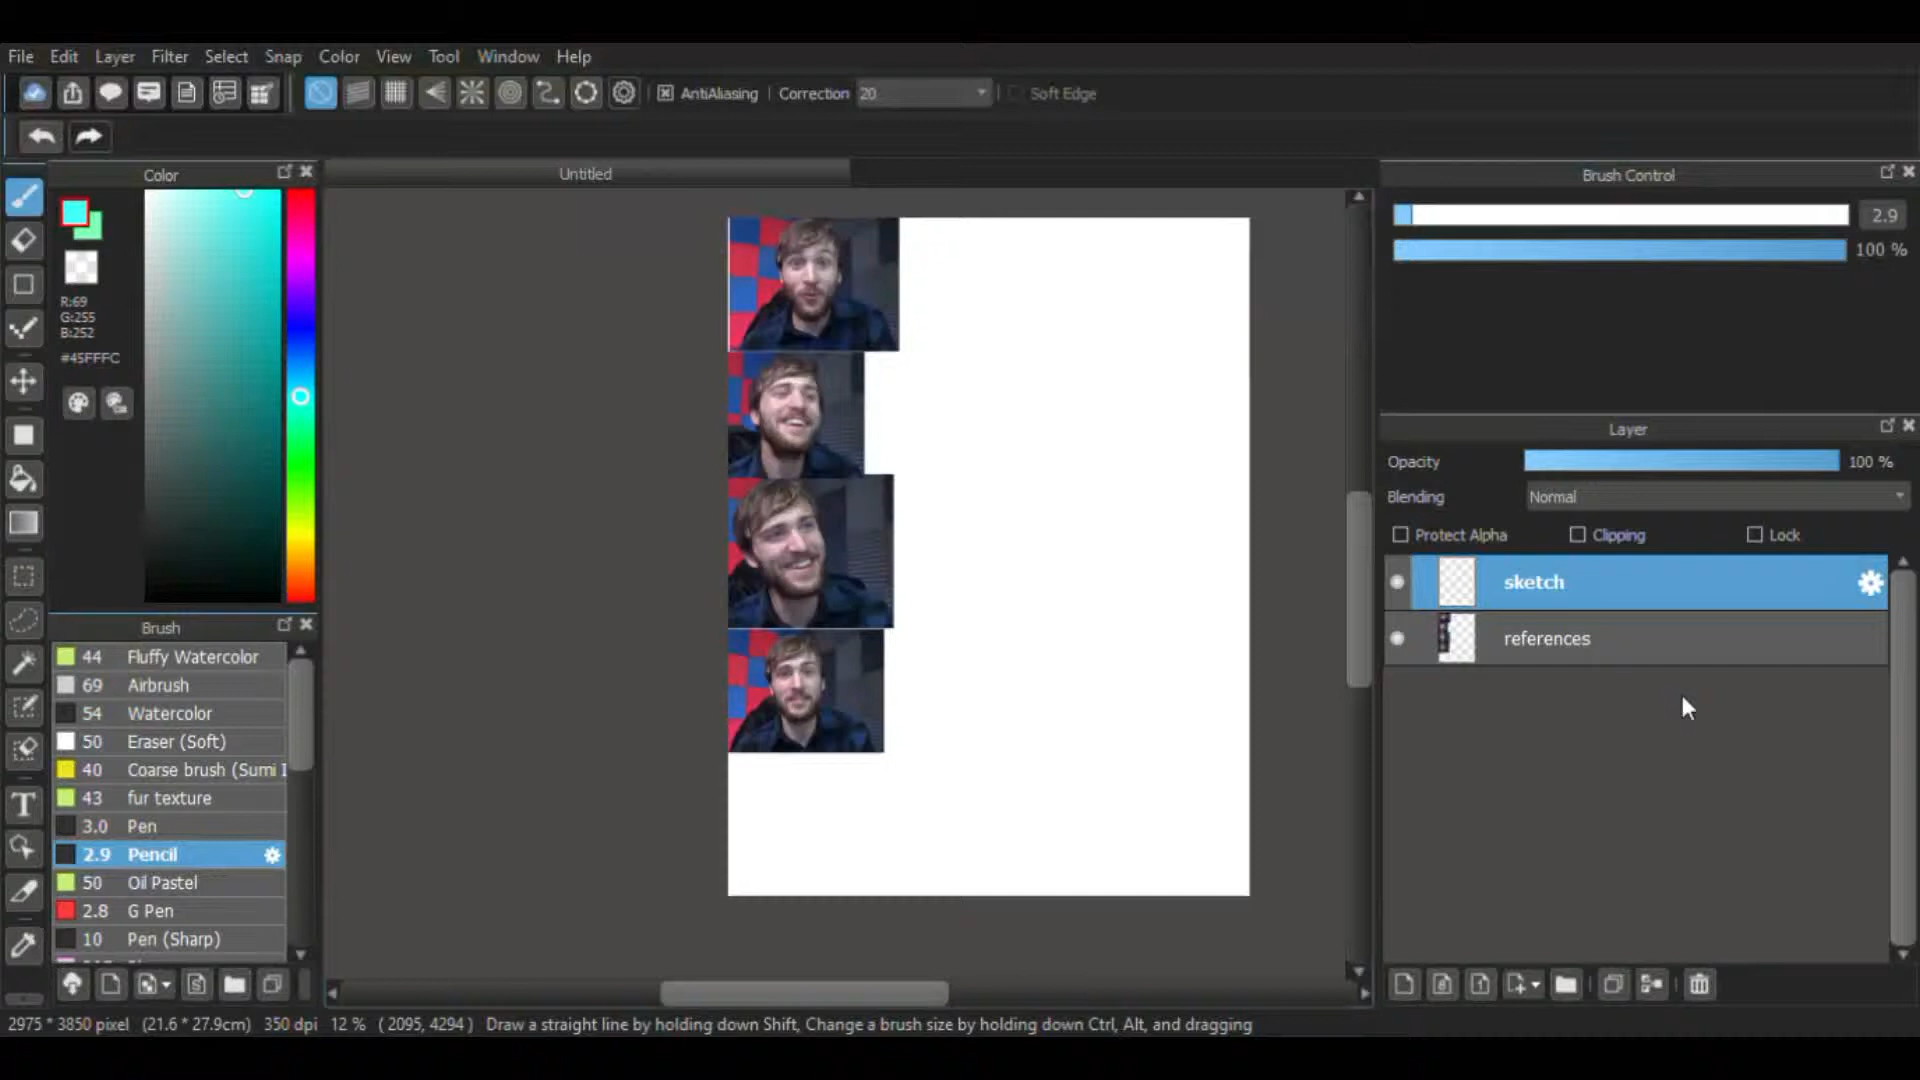 File Edit Layer Filter Select Snap Color View Tool Window Help
AntiAliasing Correction 20 Soft Edge
Color
Untitled
Brush Control
2.9
100 %
R:69
G:255
B:252
#45FFFC
Layer
Opacity 100 %
Blending Normal
Protect Alpha Clipping Lock
sketch
references
Brush
44 Fluffy Watercolor
69 Airbrush
54 Watercolor
50 Eraser (Soft)
40 Coarse brush (Sumi I
43 fur texture
3.0 Pen
2.9 Pencil
50 Oil Pastel
2.8 G Pen
10 Pen (Sharp)
2975 * 3850 pixel (21.6 * 27.9cm) 350 dpi 12 % ( 2095, 4294 ) Draw a straight line by holding down Shift, Change a brush size by holding down Ctrl, Alt, and dragging